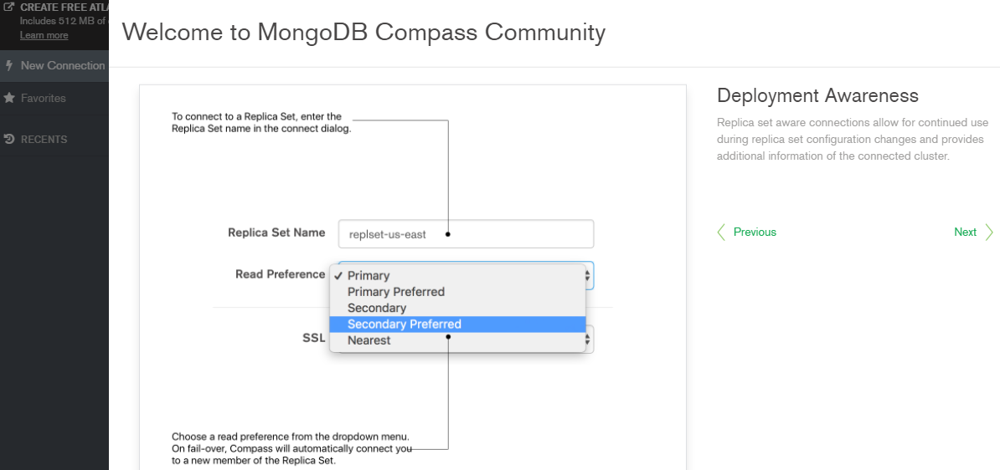 CREATE FREE
Includes 512 MB of
Learn more
New Connection
Favorites
RECENTS
Welcome to MongoDB Compass Community
To connect to a Replica Set, enter the
Replica Set name in the connect dialog.
Replica Set Name
replset-us-east
Read Preference
Primary
Primary Preferred
Secondary
Secondary Preferred
Nearest
SSL
Choose a read preference from the dropdown menu.
On fail-over, Compass will automatically connect you
to a new member of the Replica Set.
Deployment Awareness
Replica set aware connections allow for continued use
during replica set configuration changes and provides
additional information of the connected cluster.
Previous
Next